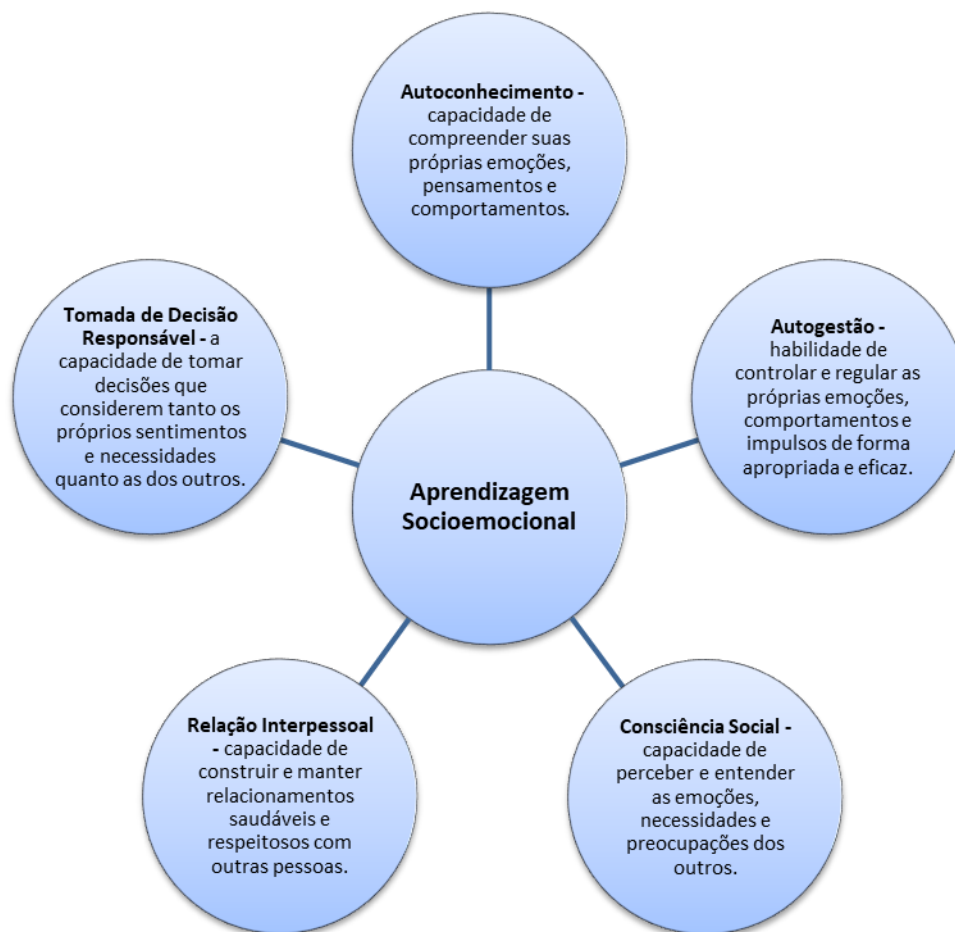 Autoconhecimento -
capacidade de
compreender suas
próprias emoções,
pensamentos e
comportamentos.
Tomada de Decisão
Responsável - a
capacidade de tomar
decisões que
considerem tanto os
próprios sentimentos
e necessidades
quanto as dos outros.
Autogestão -
habilidade de
controlar e regular as
próprias emoções,
comportamentos e
impulsos de forma
apropriada e eficaz.
Aprendizagem
Socioemocional
Relação Interpessoal
- capacidade de
construir e manter
relacionamentos
saudáveis e
respeitosos com
outras pessoas.
Consciência Social -
capacidade de
perceber e entender
as emoções,
necessidades e
preocupações dos
outros.